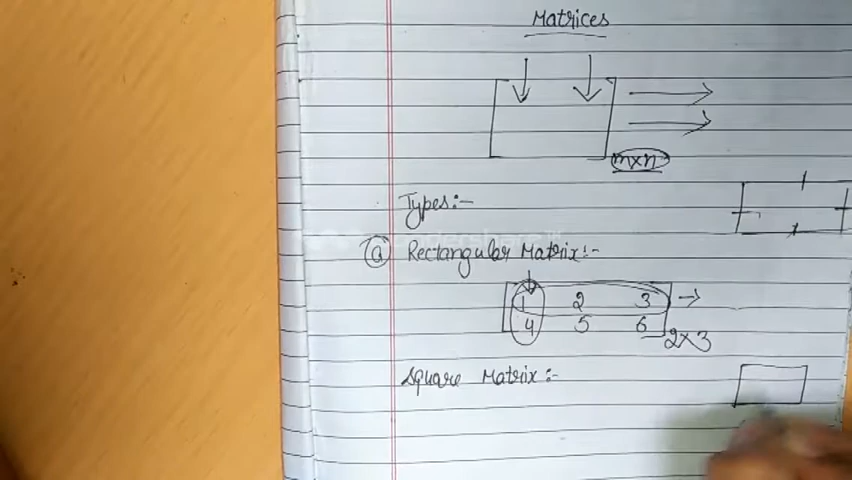 Matrices
m×n
Types:-
(a) Rectangular Matrix:-
1 2 3
4 5 6
2×3
Square Matrix:-